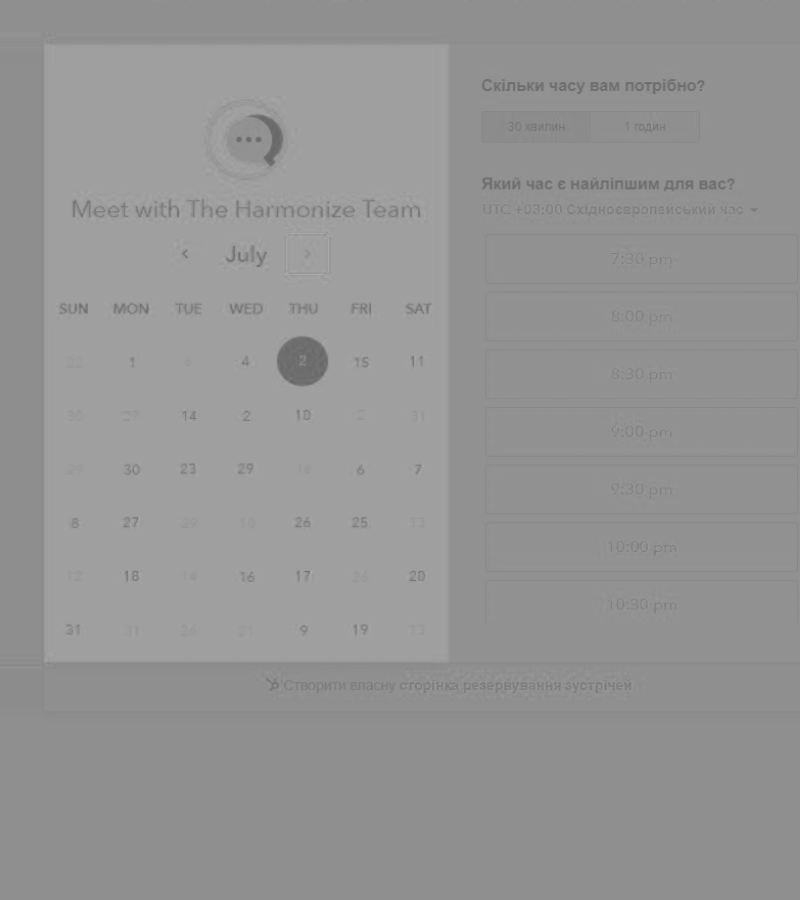 Meet with The Harmonize Team
July
SUN MON TUE WED THU FRI SAT
22 1 6 4 2 15 11
30 27 14 2 10 2 31
29 30 23 29 16 6 7
8 27 29 10 26 25 13
12 18 14 16 17 26 20
31 31 26 21 9 19 13
Скільки часу вам потрібно?
30 хвилин 1 годин
Який час є найліпшим для вас?
UTC +03:00 Східноєвропейський час
7:30 pm
8:00 pm
8:30 pm
9:00 pm
9:30 pm
10:00 pm
10:30 pm
Створити власну сторінка резервування зустрічей